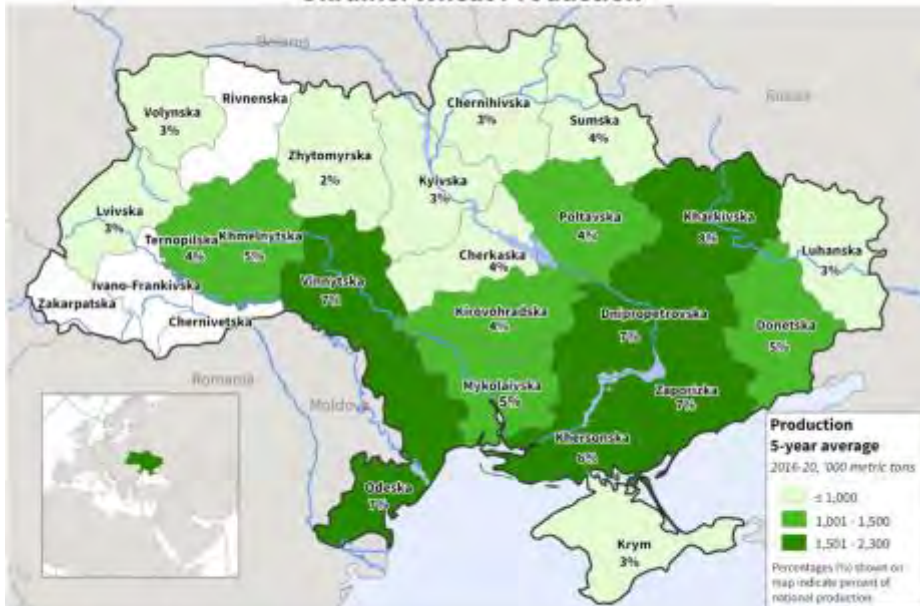 Belarus
Rivnenska
Russia
Volynska
3%
Chernihivska
3%
Sumska
4%
Zhytomyrska
2%
Kyivska
3%
Lvivska
3%
Ternopilska
4%
Khmelnytska
5%
Poltavska
4%
Kharkivska
8%
Cherkaska
4%
Luhanska
3%
Vinnytska
7%
Ivano-Frankivska
Zakarpatska
Chernivetska
Kirovohradska
4%
Dnipropetrovska
7%
Donetska
5%
Romania
Moldova
Mykolaivska
5%
Zaporizka
7%
Khersonska
6%
Odeska
7%
Krym
3%
Production
5-year average
2016-20, '000 metric tons
≤ 1,000
1,001 - 1,500
1,501 - 2,300
Percentages (%) shown on
map indicate percent of
national production